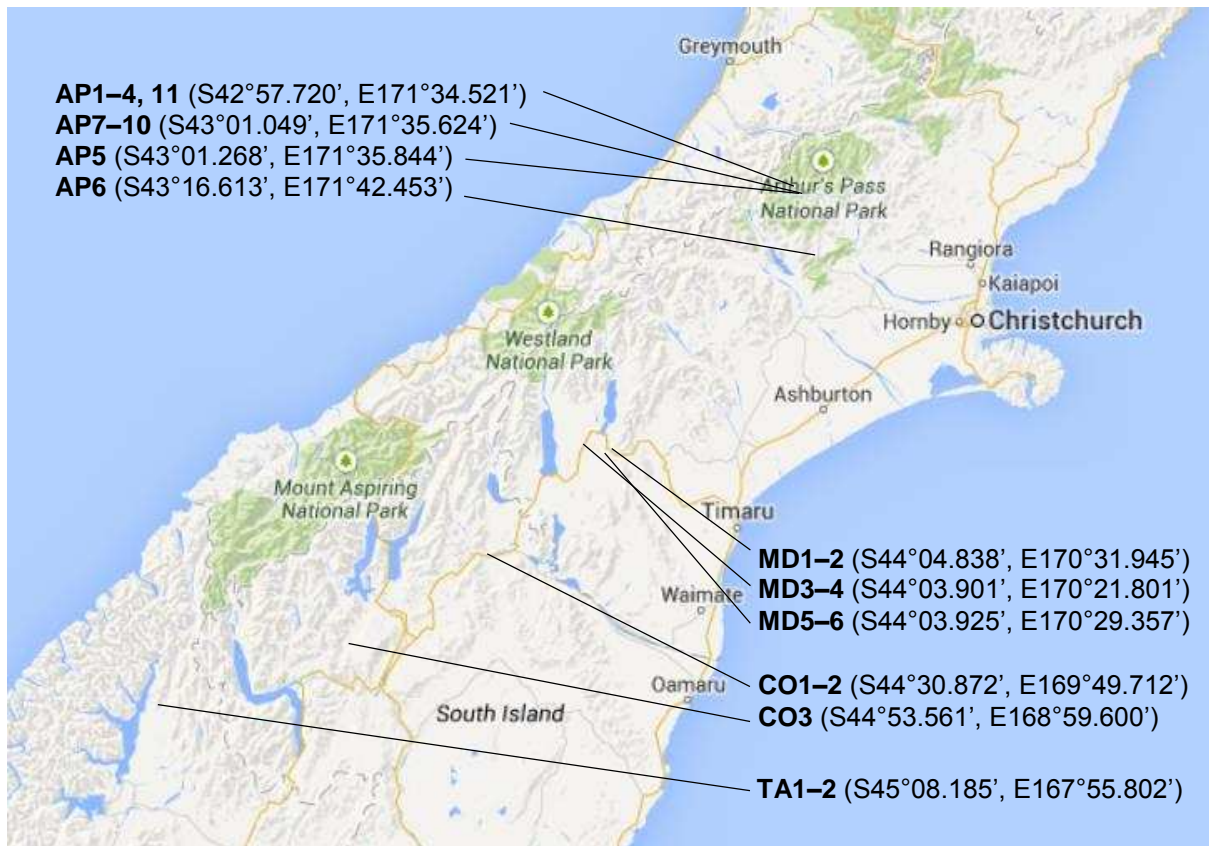 Greymouth
AP1–4, 11 (S42°57.720’, E171°34.521’)
AP7–10 (S43°01.049’, E171°35.624’)
AP5 (S43°01.268’, E171°35.844’)
AP6 (S43°16.613’, E171°42.453’)
Arthur's Pass
National Park
Rangiora
Kaiapoi
Hornby
Christchurch
Westland
National Park
Ashburton
Mount Aspiring
National Park
Timaru
MD1–2 (S44°04.838’, E170°31.945’)
MD3–4 (S44°03.901’, E170°21.801’)
Waimate
MD5–6 (S44°03.925’, E170°29.357’)
Oamaru
CO1–2 (S44°30.872’, E169°49.712’)
South Island
CO3 (S44°53.561’, E168°59.600’)
TA1–2 (S45°08.185’, E167°55.802’)